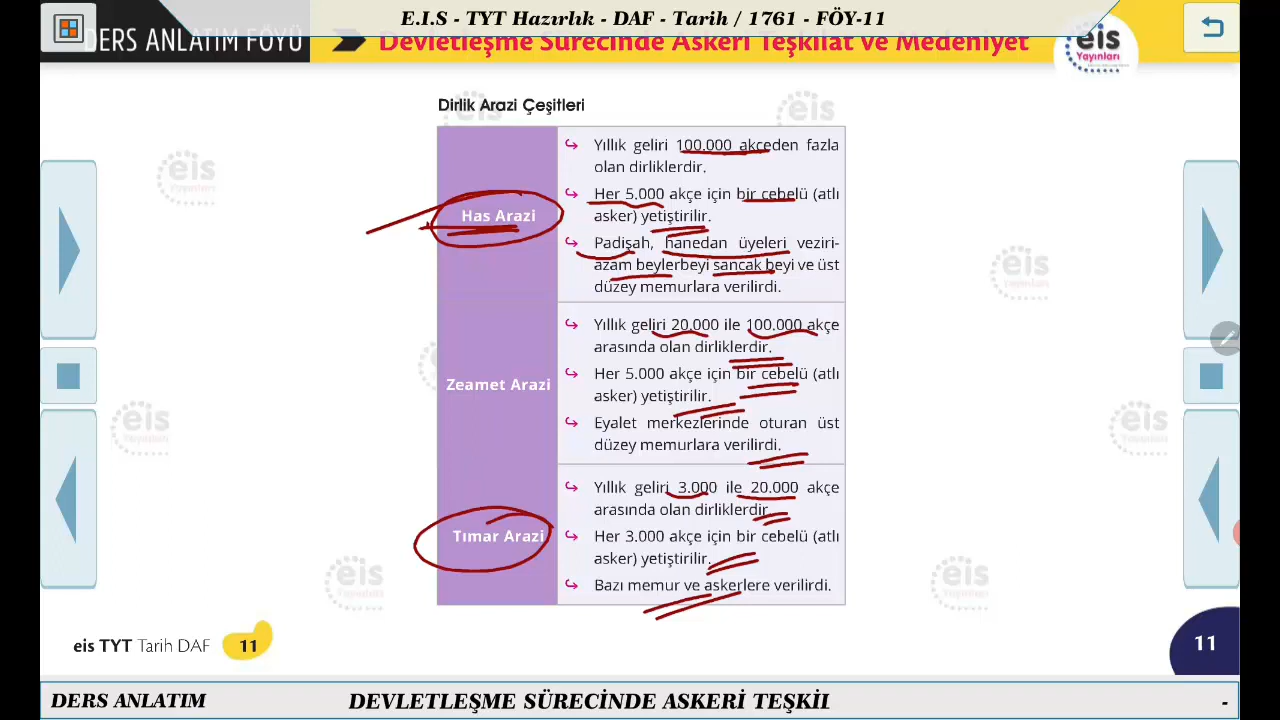 E.I.S - TYT Hazırlık - DAF - Tarih / 1761 - FÖY-11
DERS ANLATIM FÖYÜ
Devletleşme Sürecinde Askeri Teşkilat ve Medeniyet
eis
Yayınları
Dirlik Arazi Çeşitleri
Has Arazi
Yıllık geliri 100.000 akçeden fazla
olan dirliklerdir.
Her 5.000 akçe için bir cebelü (atlı
asker) yetiştirilir.
Padişah, hanedan üyeleri veziri-
azam beylerbeyi sancak beyi ve üst
düzey memurlara verilirdi.
Zeamet Arazi
Yıllık geliri 20.000 ile 100.000 akçe
arasında olan dirliklerdir.
Her 5.000 akçe için bir cebelü (atlı
asker) yetiştirilir.
Eyalet merkezlerinde oturan üst
düzey memurlara verilirdi.
Tımar Arazi
Yıllık geliri 3.000 ile 20.000 akçe
arasında olan dirliklerdir.
Her 3.000 akçe için bir cebelü (atlı
asker) yetiştirilir.
Bazı memur ve askerlere verilirdi.
eis TYT Tarih DAF 11
11
DERS ANLATIM DEVLETLEŞME SÜRECİNDE ASKERİ TEŞKİL -